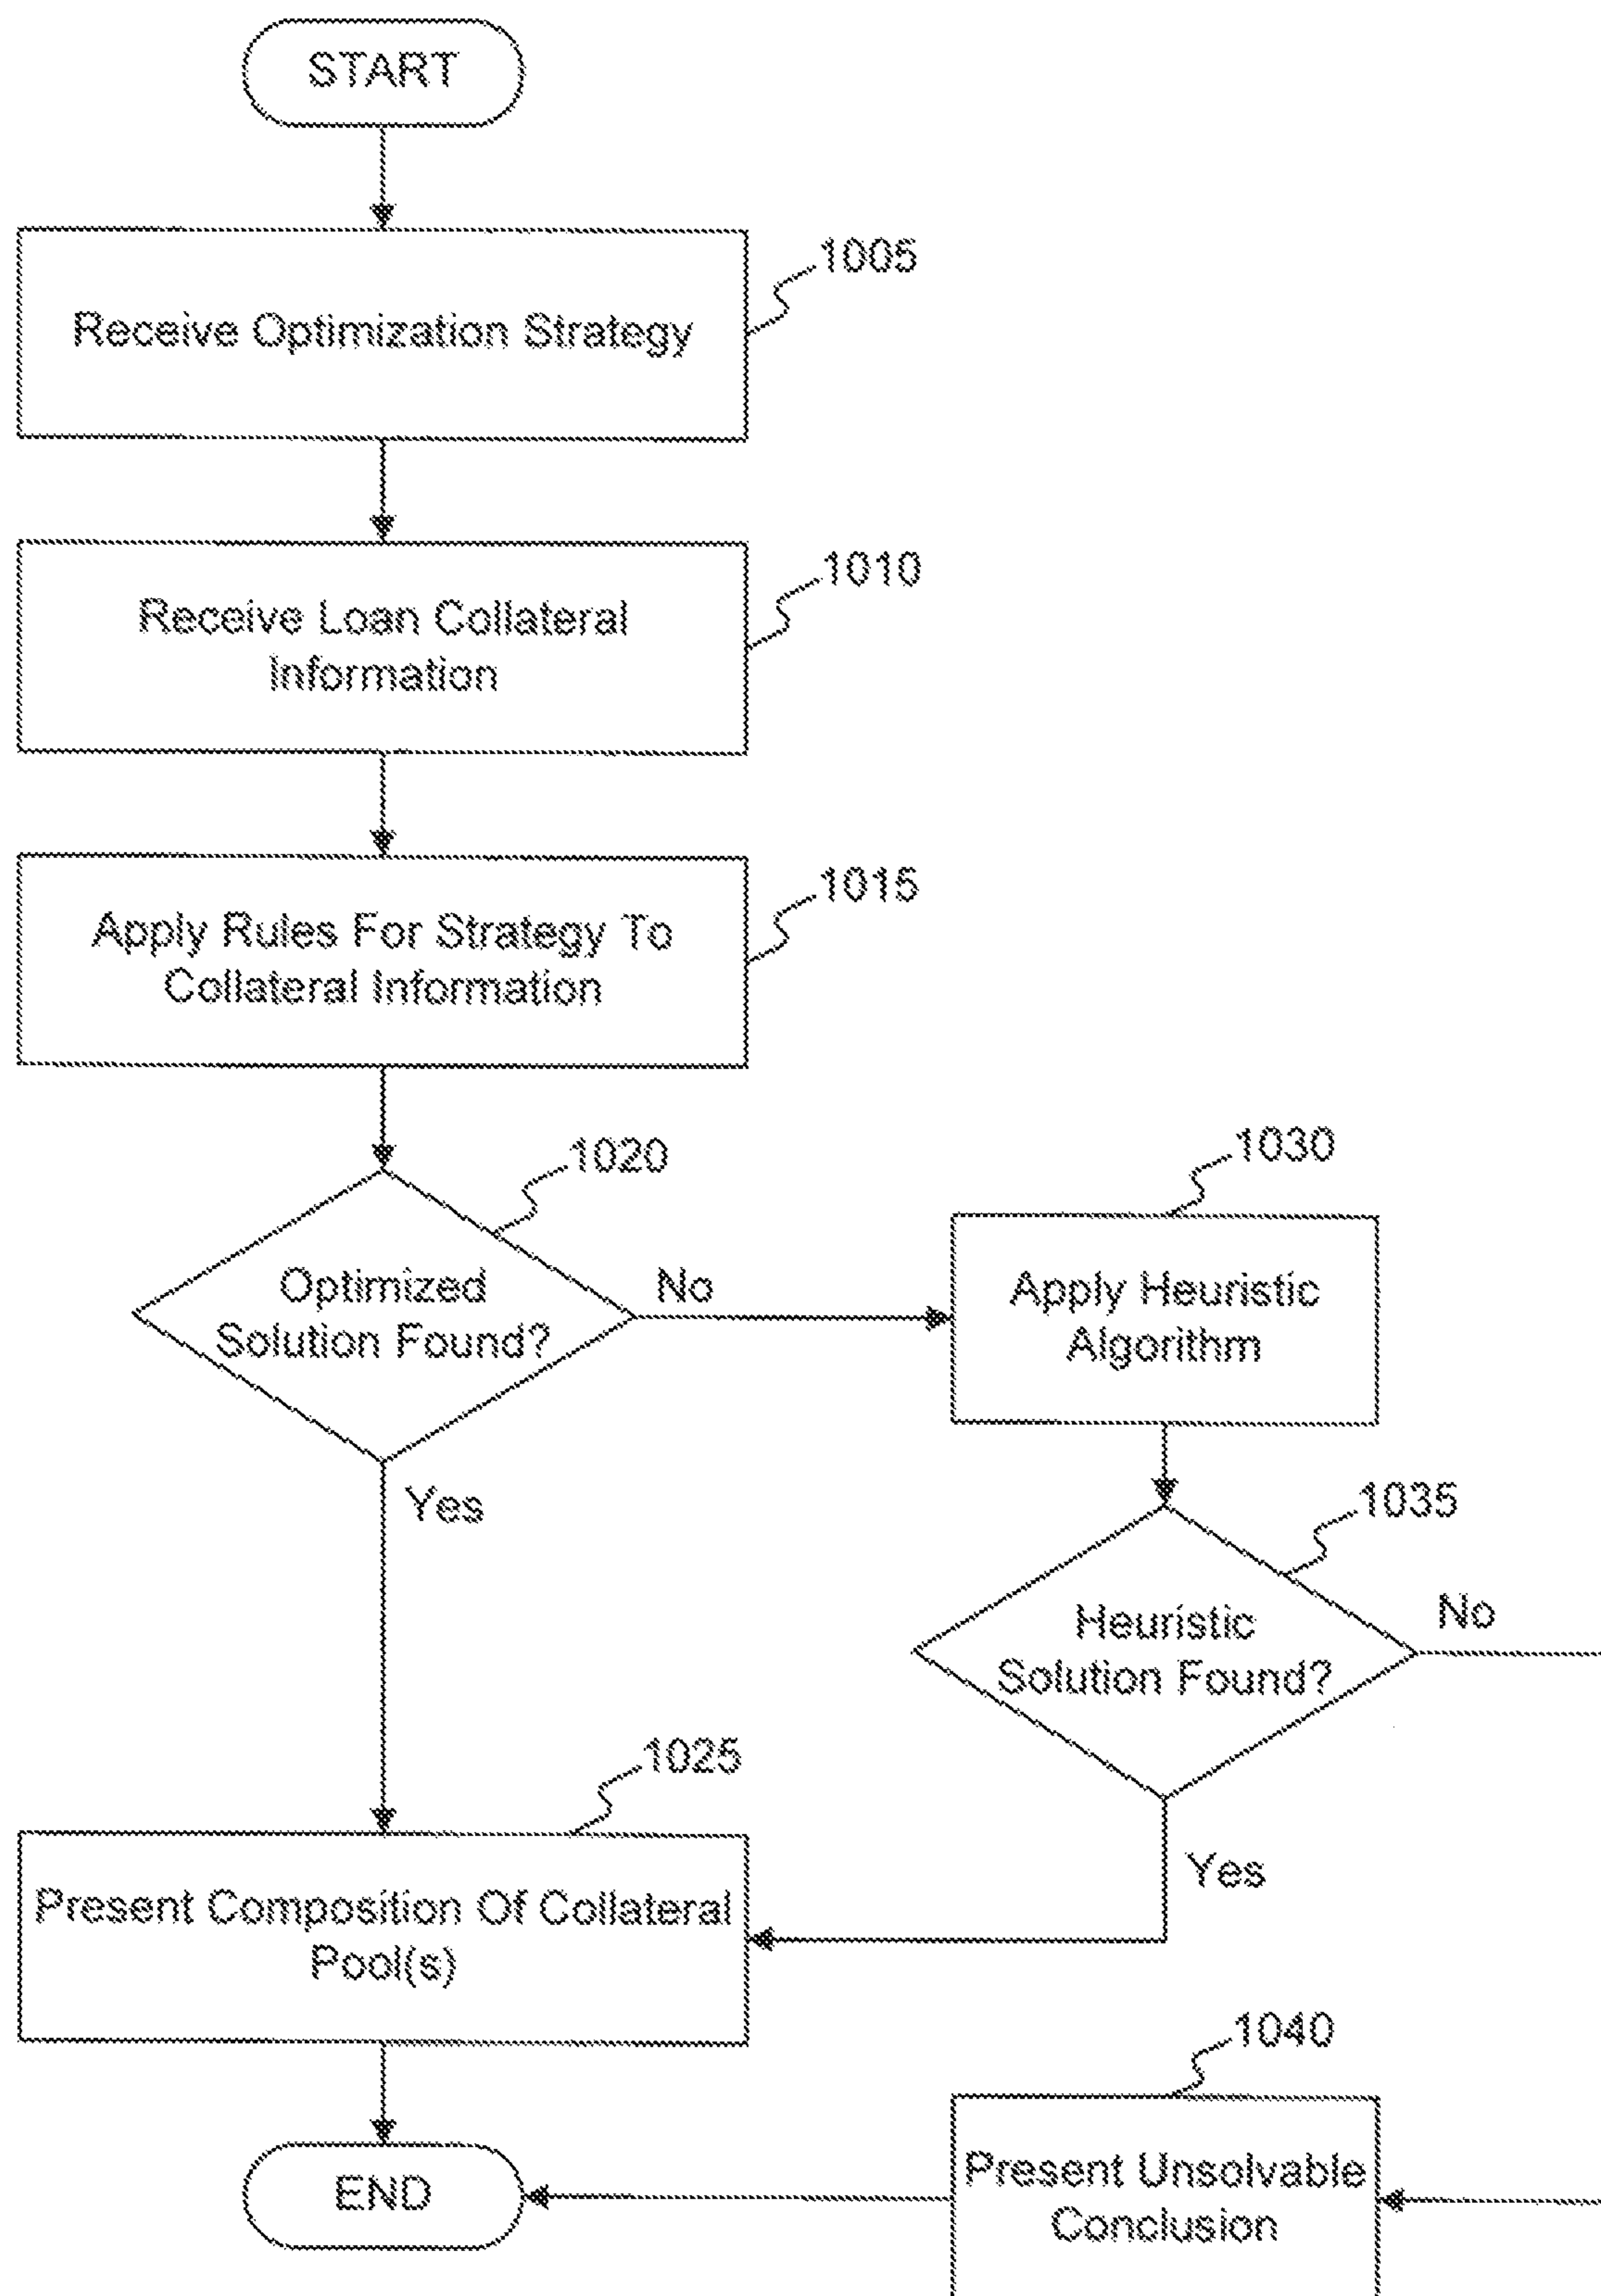 START
1005
Receive Optimization Strategy
1010
Receive Loan Collateral
Information
1015
Apply Rules For Strategy To
Collateral Information
1020
Optimized
Solution Found?
No
Yes
1030
Apply Heuristic
Algorithm
1035
Heuristic
Solution Found?
No
Yes
1025
Present Composition Of Collateral
Pool(s)
1040
Present Unsolvable
Conclusion
END